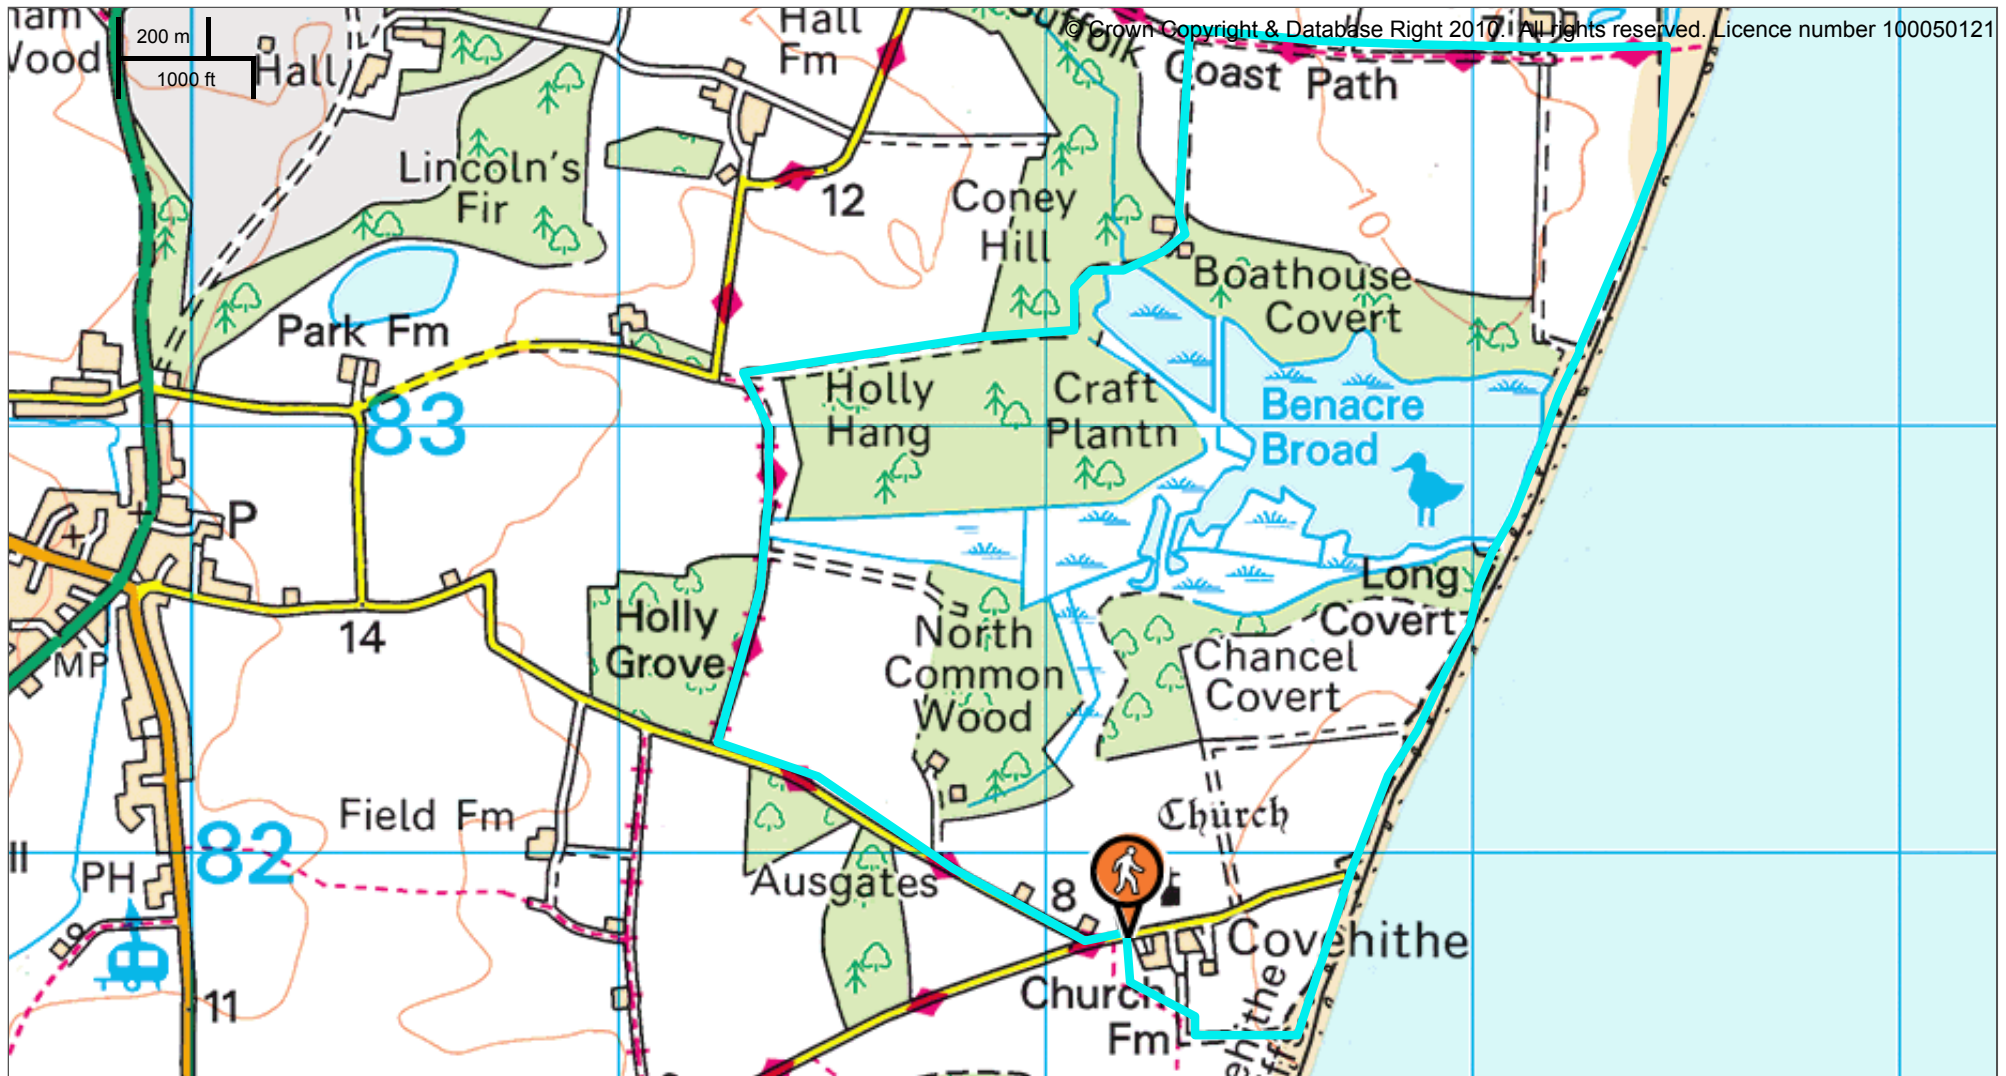 © Crown Copyright & Database Right 2017. All rights reserved. Licence number 100050121
200 m
1000 ft
Wood
Hall
Hall
Fm
Suffolk
Coast Path
Lincoln's
Fir
12
Coney
Hill
10
Boathouse
Covert
Park Fm
83
Holly
Hang
Craft
Plantn
Benacre
Broad
P
14
MP
Holly
Grove
North
Common
Wood
Long
Covert
Chancel
Covert
Field Fm
Church
82
PH
Ausgates
8
Covehithe
11
Church
Fm